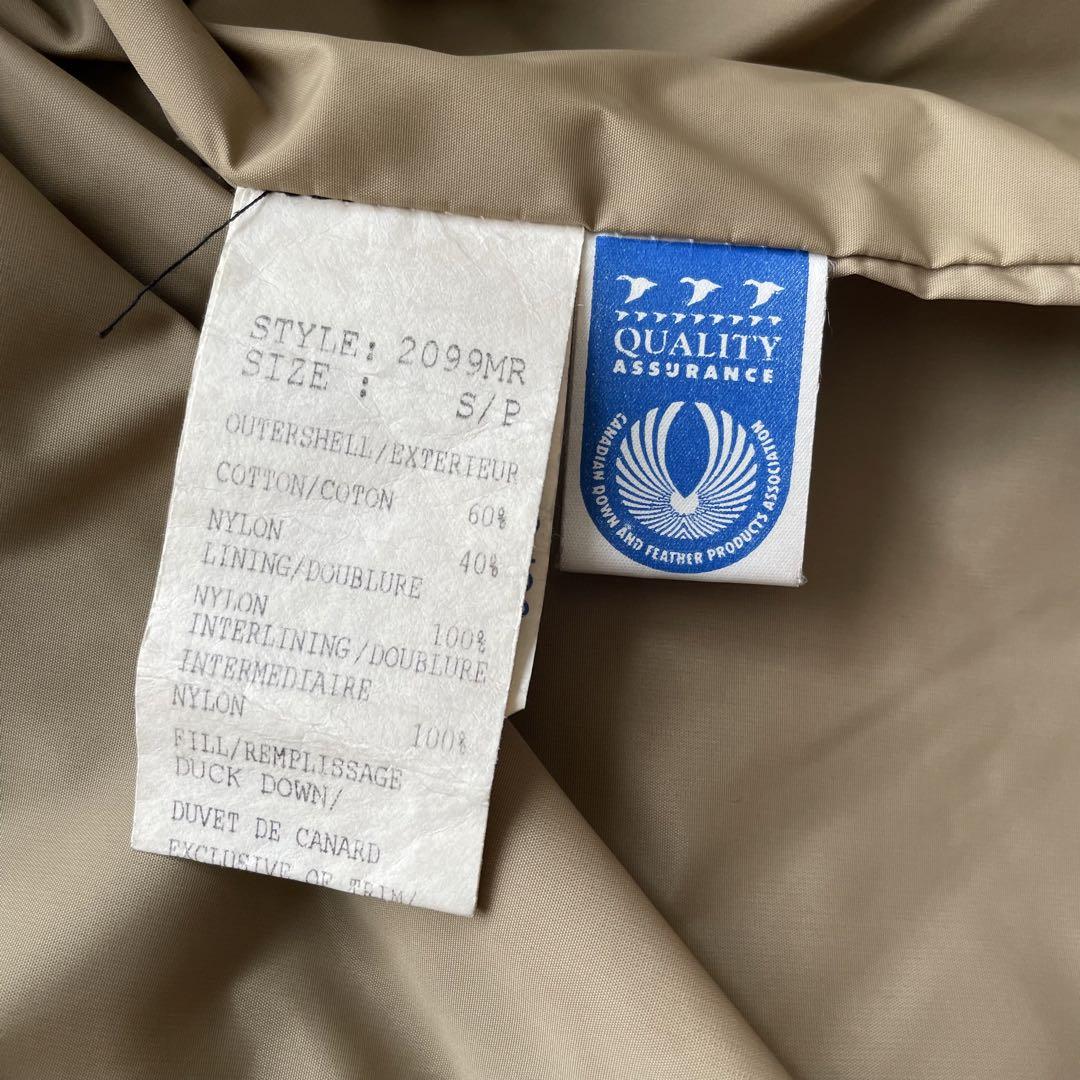 STYLE: 2099MR
SIZE : S/P
OUTERSHELL/EXTERIEUR
COTTON/COTON 60%
NYLON 40%
LINING/DOUBLURE
NYLON 100%
INTERLINING/DOUBLURE
INTERMEDIAIRE
NYLON 100%
FILL/REMPLISSAGE
DUCK DOWN/
DUVET DE CANARD
EXCLUSIVE OF TRIM/
QUALITY
ASSURANCE
CANADIAN DOWN AND FEATHER PRODUCTS ASSOCIATION